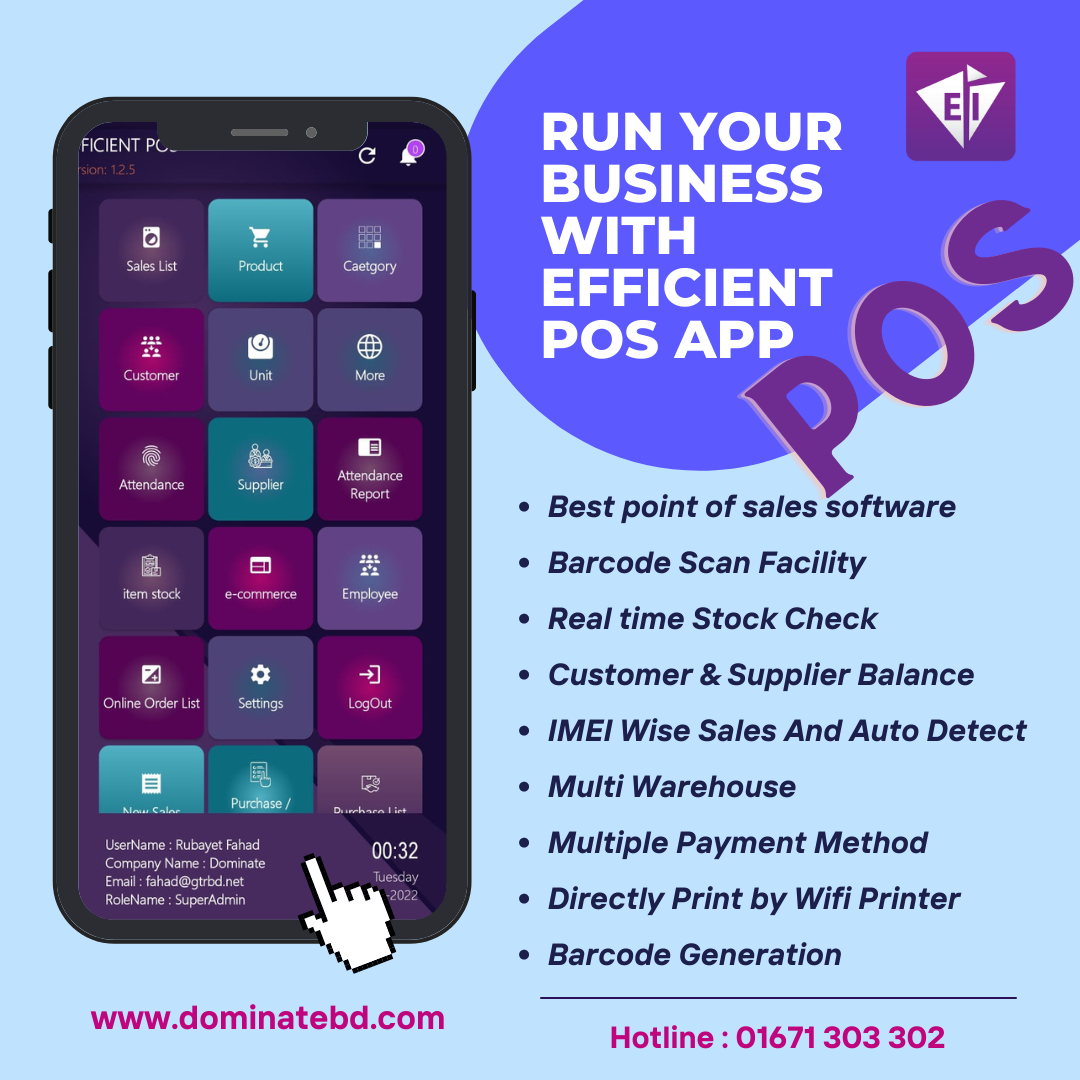 RUN YOUR
BUSINESS
WITH
EFFICIENT
POS APP
EI
POS
FICIENT POS
rsion: 1.2.5
0
Sales List
Product
Caetgory
Customer
Unit
More
Attendance
Supplier
Attendance
Report
item stock
e-commerce
Employee
Online Order List
Settings
LogOut
New Sales
Purchase /
Purchase List
UserName : Rubayet Fahad
Company Name : Dominate
Email : fahad@gtrbd.net
RoleName : SuperAdmin
00:32
Tuesday
-2022
• Best point of sales software
• Barcode Scan Facility
• Real time Stock Check
• Customer & Supplier Balance
• IMEI Wise Sales And Auto Detect
• Multi Warehouse
• Multiple Payment Method
• Directly Print by Wifi Printer
• Barcode Generation
www.dominatebd.com
Hotline : 01671 303 302